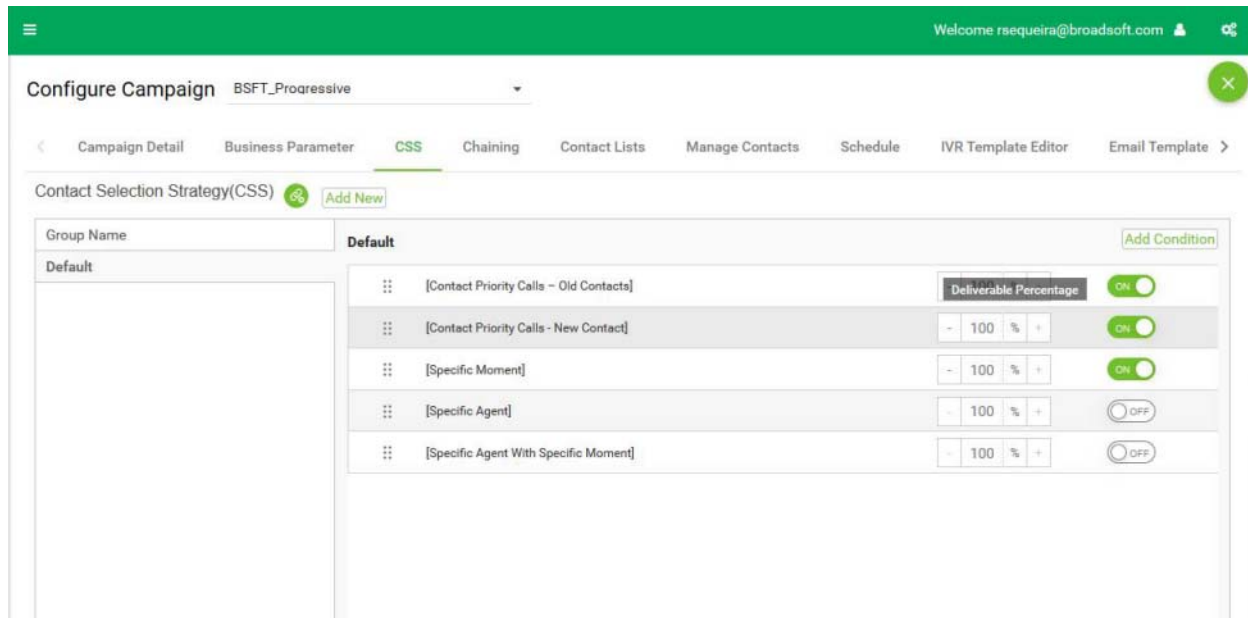 Welcome rsequeira@broadsoft.com
Configure Campaign BSFT_Progressive
Campaign Detail Business Parameter CSS Chaining Contact Lists Manage Contacts Schedule IVR Template Editor Email Template
Contact Selection Strategy(CSS) Add New
Group Name
Default
Default Add Condition
[Contact Priority Calls – Old Contacts] Deliverable Percentage ON
[Contact Priority Calls - New Contact] - 100 % + ON
[Specific Moment] - 100 % + ON
[Specific Agent] - 100 % + OFF
[Specific Agent With Specific Moment] - 100 % + OFF